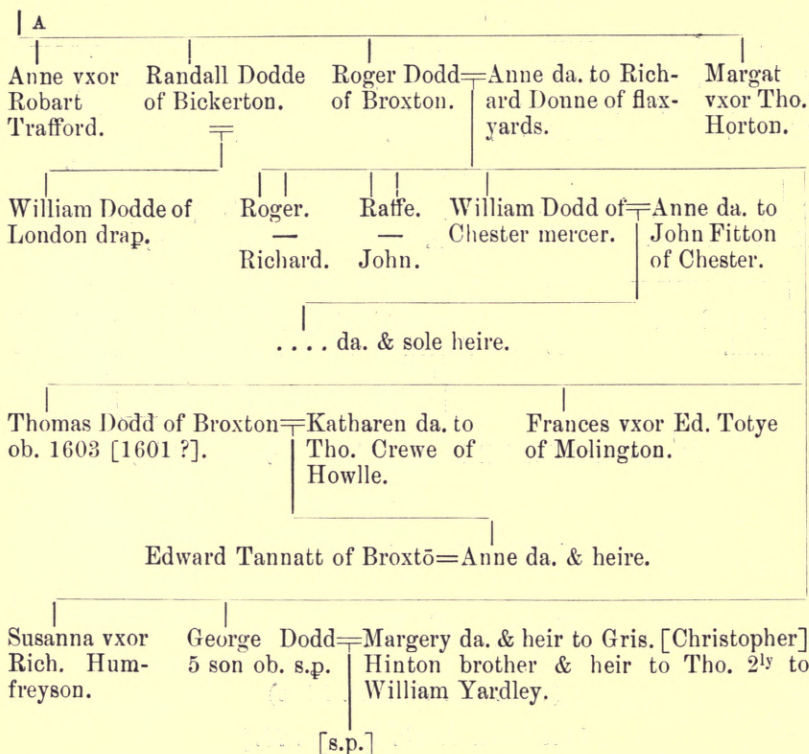 A
Anne vxor
Robart
Trafford.
Randall Dodde
of Bickerton.
Roger Dodd=Anne da. to Rich-
of Broxton. ard Donne of flax-
yards.
Margat
vxor Tho.
Horton.
William Dodde of
London drap.
Roger.
—
Richard.
Raffe.
—
John.
William Dodd of=Anne da. to
Chester mercer. John Fitton
of Chester.
. . . . da. & sole heire.
Thomas Dodd of Broxton=Katharen da. to
ob. 1603 [1601 ?]. Tho. Crewe of
Howlle.
Frances vxor Ed. Totye
of Molington.
Edward Tannatt of Broxtō=Anne da. & heire.
Susanna vxor
Rich. Hum-
freyson.
George Dodd=Margery da. & heir to Gris. [Christopher]
5 son ob. s.p. Hinton brother & heir to Tho. 2ly to
William Yardley.
[s.p.]